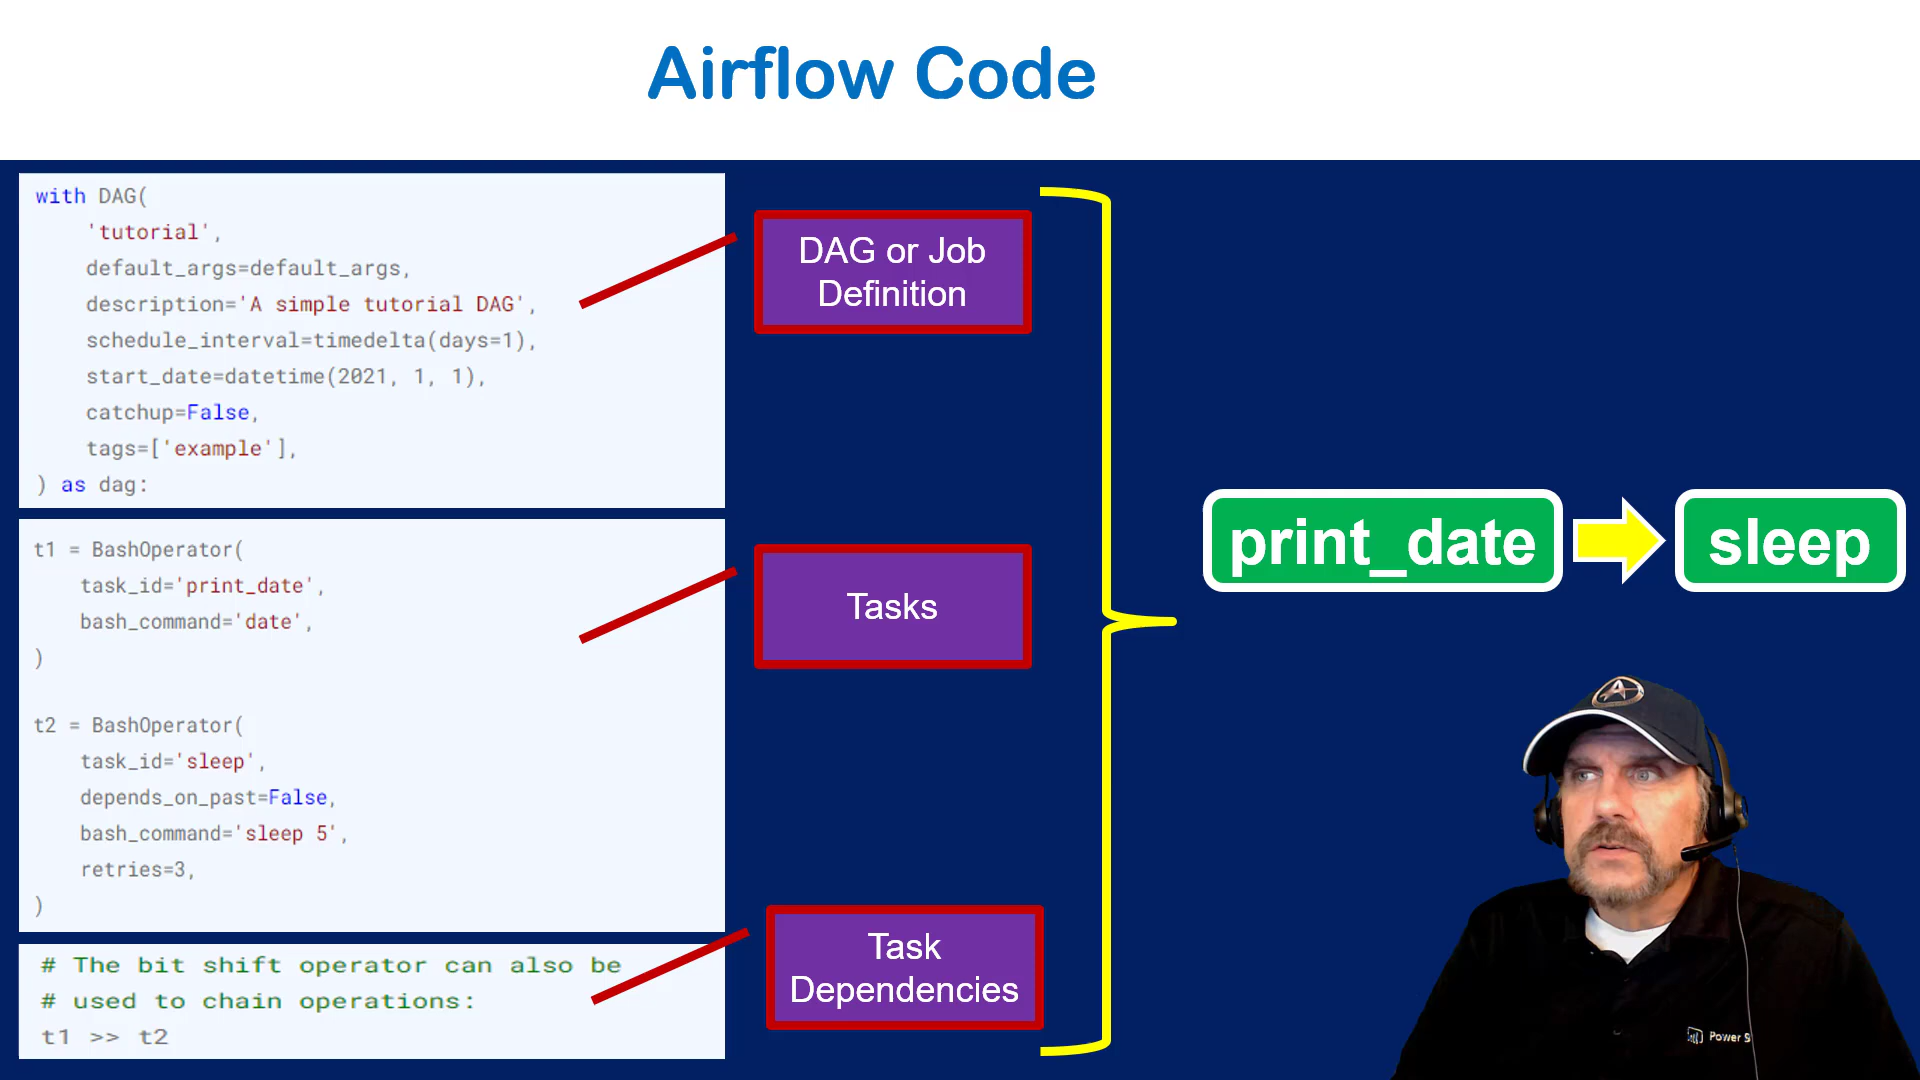 Airflow Code
with DAG(
'tutorial',
default_args=default_args,
description='A simple tutorial DAG',
schedule_interval=timedelta(days=1),
start_date=datetime(2021, 1, 1),
catchup=False,
tags=['example'],
) as dag:
DAG or Job
Definition
t1 = BashOperator(
task_id='print_date',
bash_command='date',
)
t2 = BashOperator(
task_id='sleep',
depends_on_past=False,
bash_command='sleep 5',
retries=3,
)
Tasks
# The bit shift operator can also be
# used to chain operations:
t1 >> t2
Task
Dependencies
print_date
sleep
Power S